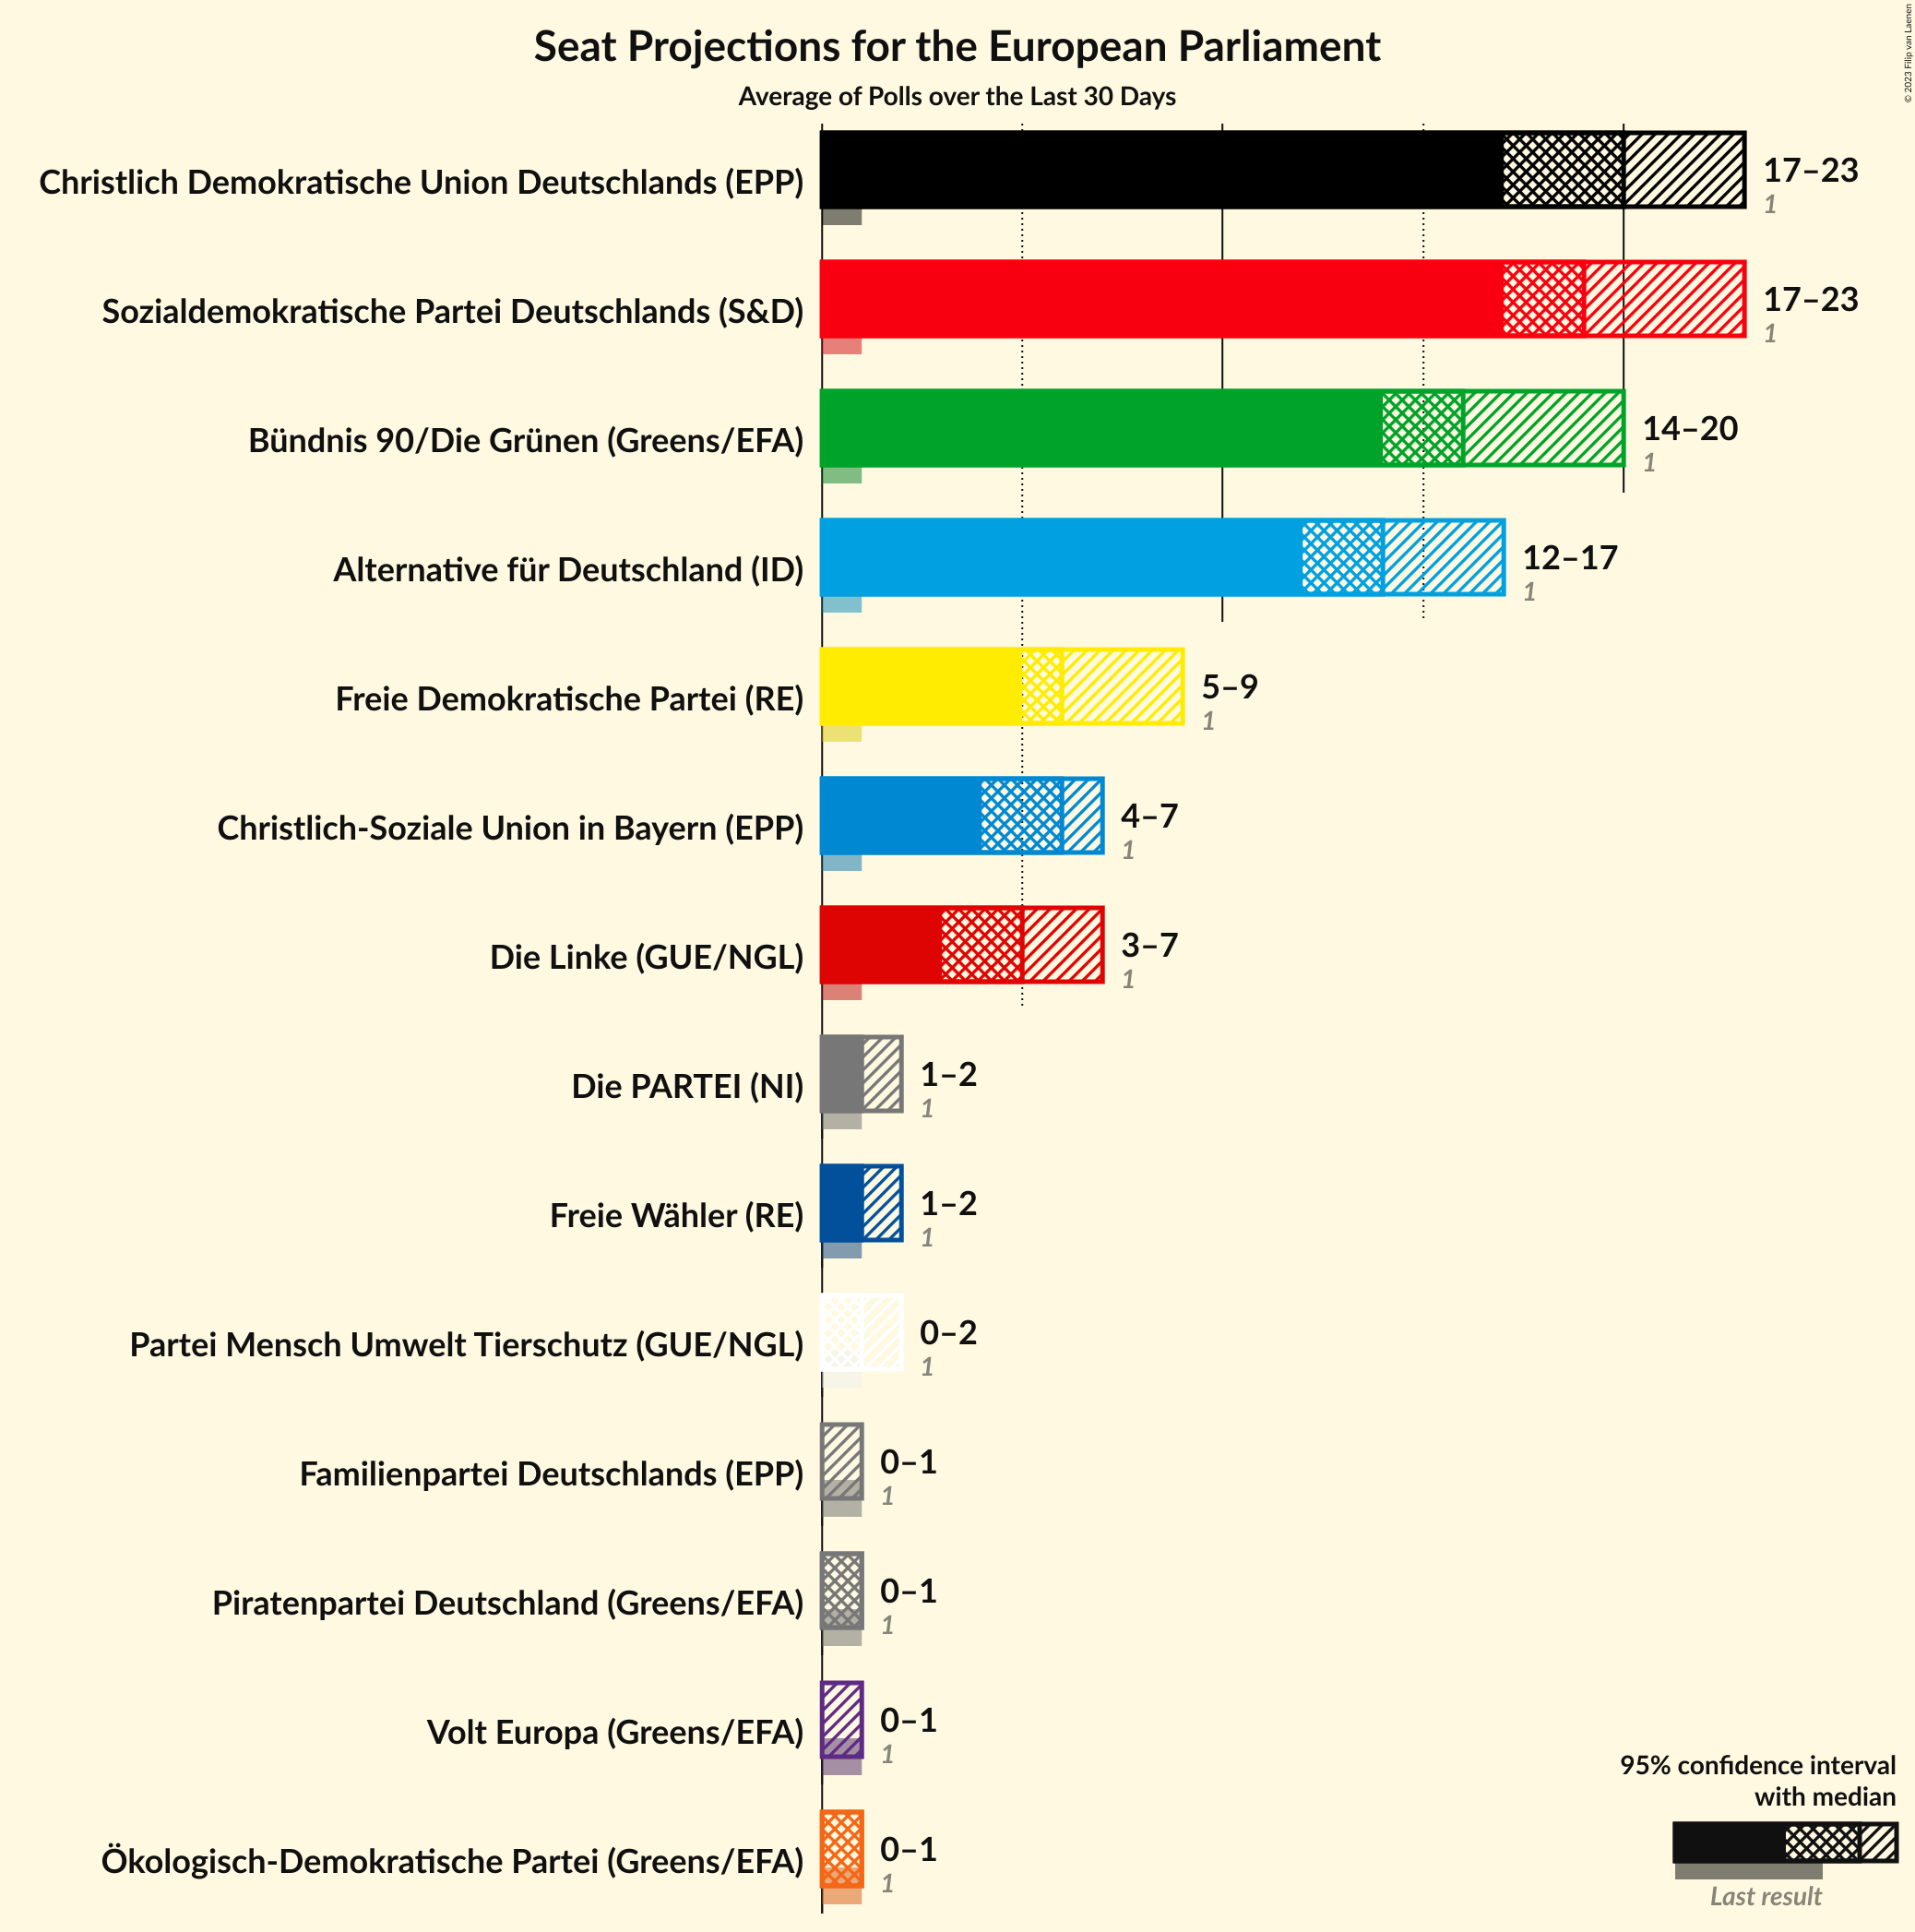 Seat Projections for the European Parliament
Average of Polls over the Last 30 Days
© 2023 Filip van Laenen
Christlich Demokratische Union Deutschlands (EPP)
17–23
1
Sozialdemokratische Partei Deutschlands (S&D)
17–23
1
Bündnis 90/Die Grünen (Greens/EFA)
14–20
1
Alternative für Deutschland (ID)
12–17
1
Freie Demokratische Partei (RE)
5–9
1
Christlich-Soziale Union in Bayern (EPP)
4–7
1
Die Linke (GUE/NGL)
3–7
1
Die PARTEI (NI)
1–2
1
Freie Wähler (RE)
1–2
1
Partei Mensch Umwelt Tierschutz (GUE/NGL)
0–2
1
Familienpartei Deutschlands (EPP)
0–1
1
Piratenpartei Deutschland (Greens/EFA)
0–1
1
Volt Europa (Greens/EFA)
0–1
1
Ökologisch-Demokratische Partei (Greens/EFA)
0–1
1
95% confidence interval
with median
Last result